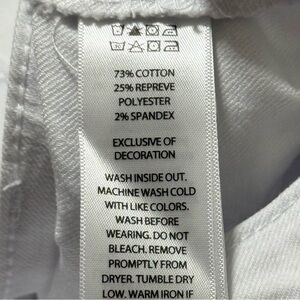 73% COTTON
25% REPREVE
POLYESTER
2% SPANDEX
EXCLUSIVE OF
DECORATION
WASH INSIDE OUT.
MACHINE WASH COLD
WITH LIKE COLORS.
WASH BEFORE
WEARING. DO NOT
BLEACH. REMOVE
PROMPTLY FROM
DRYER. TUMBLE DRY
LOW. WARM IRON IF